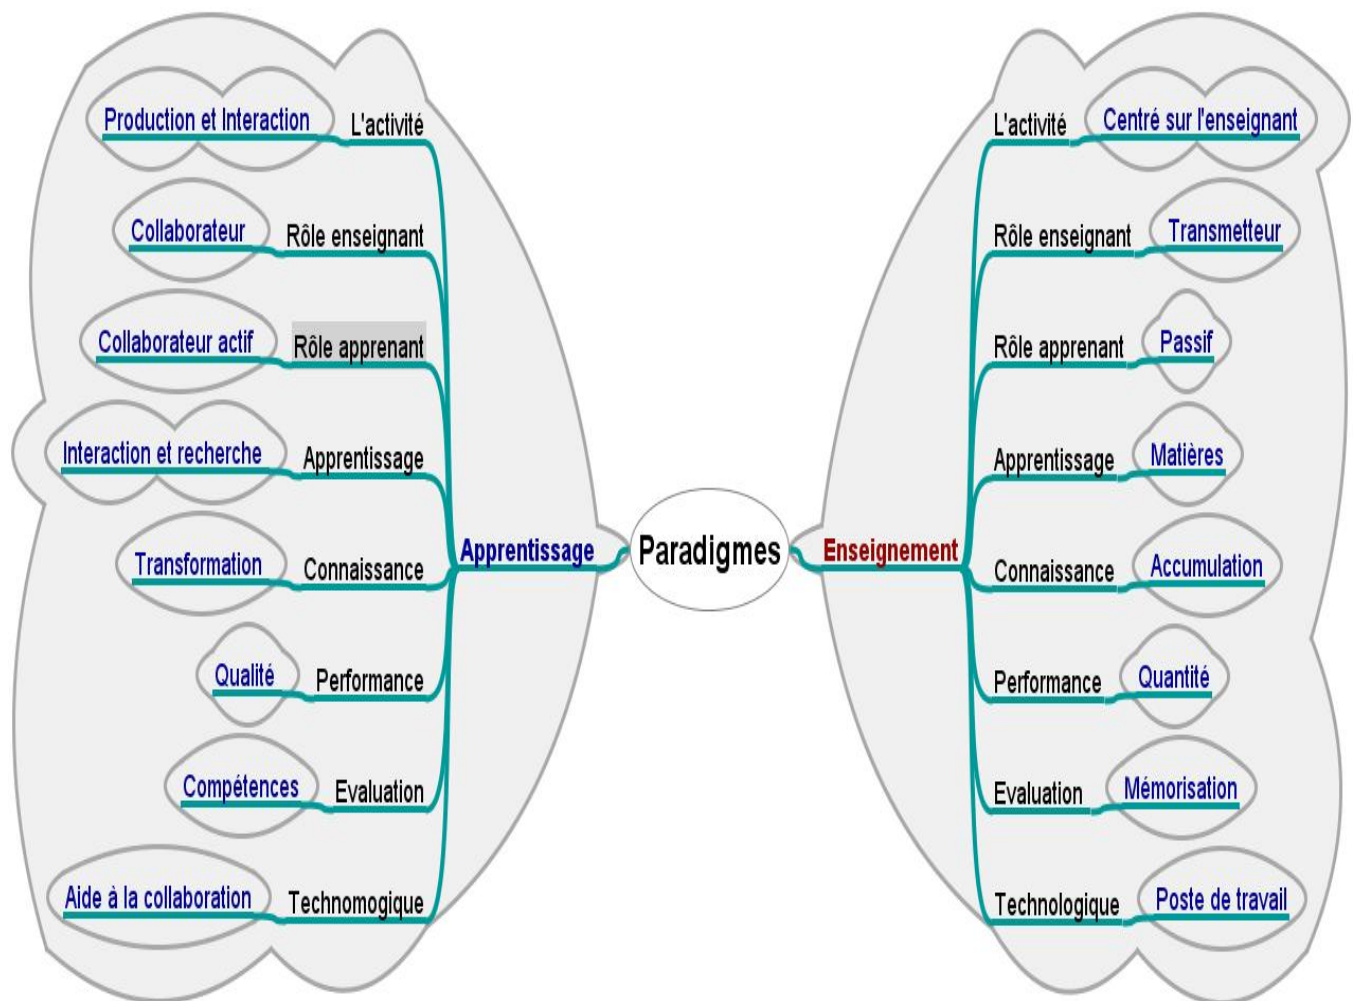 Paradigmes
Apprentissage
L'activité
Production et Interaction
Rôle enseignant
Collaborateur
Rôle apprenant
Collaborateur actif
Apprentissage
Interaction et recherche
Connaissance
Transformation
Performance
Qualité
Evaluation
Compétences
Technomogique
Aide à la collaboration
Enseignement
L'activité
Centré sur l'enseignant
Rôle enseignant
Transmetteur
Rôle apprenant
Passif
Apprentissage
Matières
Connaissance
Accumulation
Performance
Quantité
Evaluation
Mémorisation
Technologique
Poste de travail